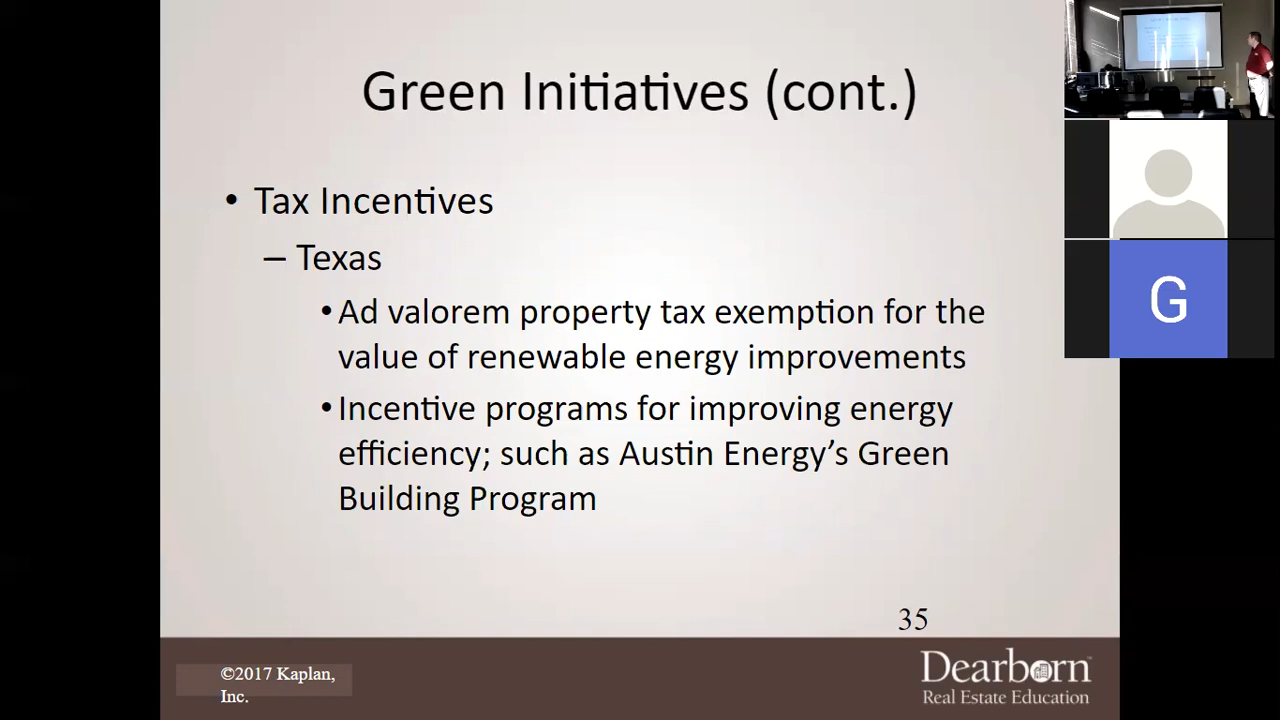 Green Initiatives (cont.)
• Tax Incentives
– Texas
• Ad valorem property tax exemption for the
value of renewable energy improvements
• Incentive programs for improving energy
efficiency; such as Austin Energy’s Green
Building Program
35
©2017 Kaplan,
Inc.
Dearborn™
Real Estate Education
G